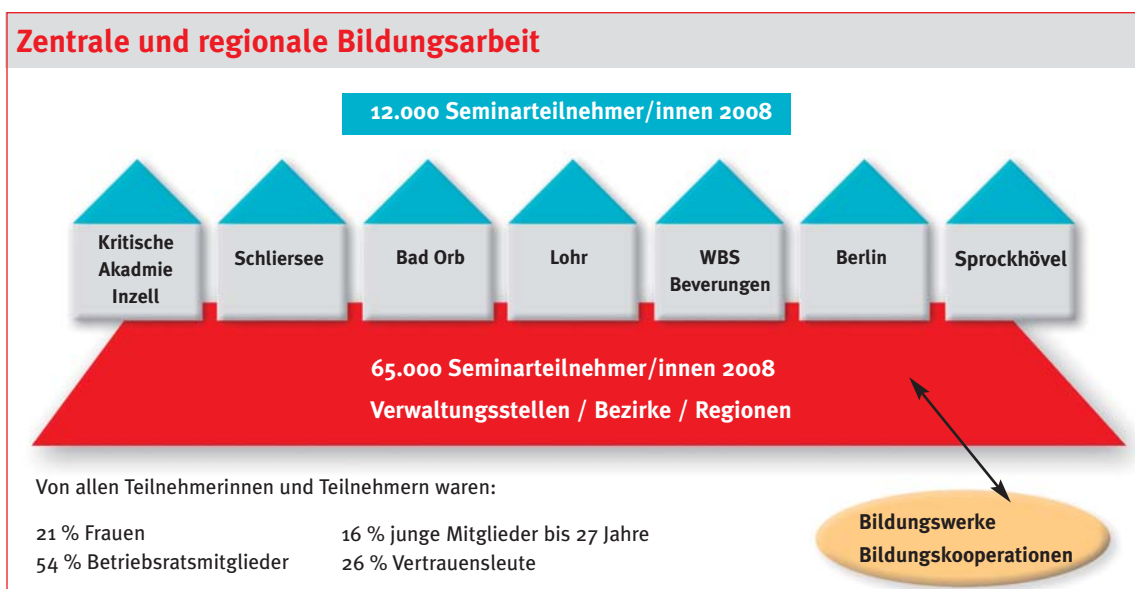 Zentrale und regionale Bildungsarbeit
12.000 Seminarteilnehmer/innen 2008
Kritische
Akadmie
Inzell
Schliersee
Bad Orb
Lohr
WBS
Beverungen
Berlin
Sprockhövel
65.000 Seminarteilnehmer/innen 2008
Verwaltungsstellen / Bezirke / Regionen
Von allen Teilnehmerinnen und Teilnehmern waren:
21 % Frauen
54 % Betriebsratsmitglieder
16 % junge Mitglieder bis 27 Jahre
26 % Vertrauensleute
Bildungswerke
Bildungskooperationen